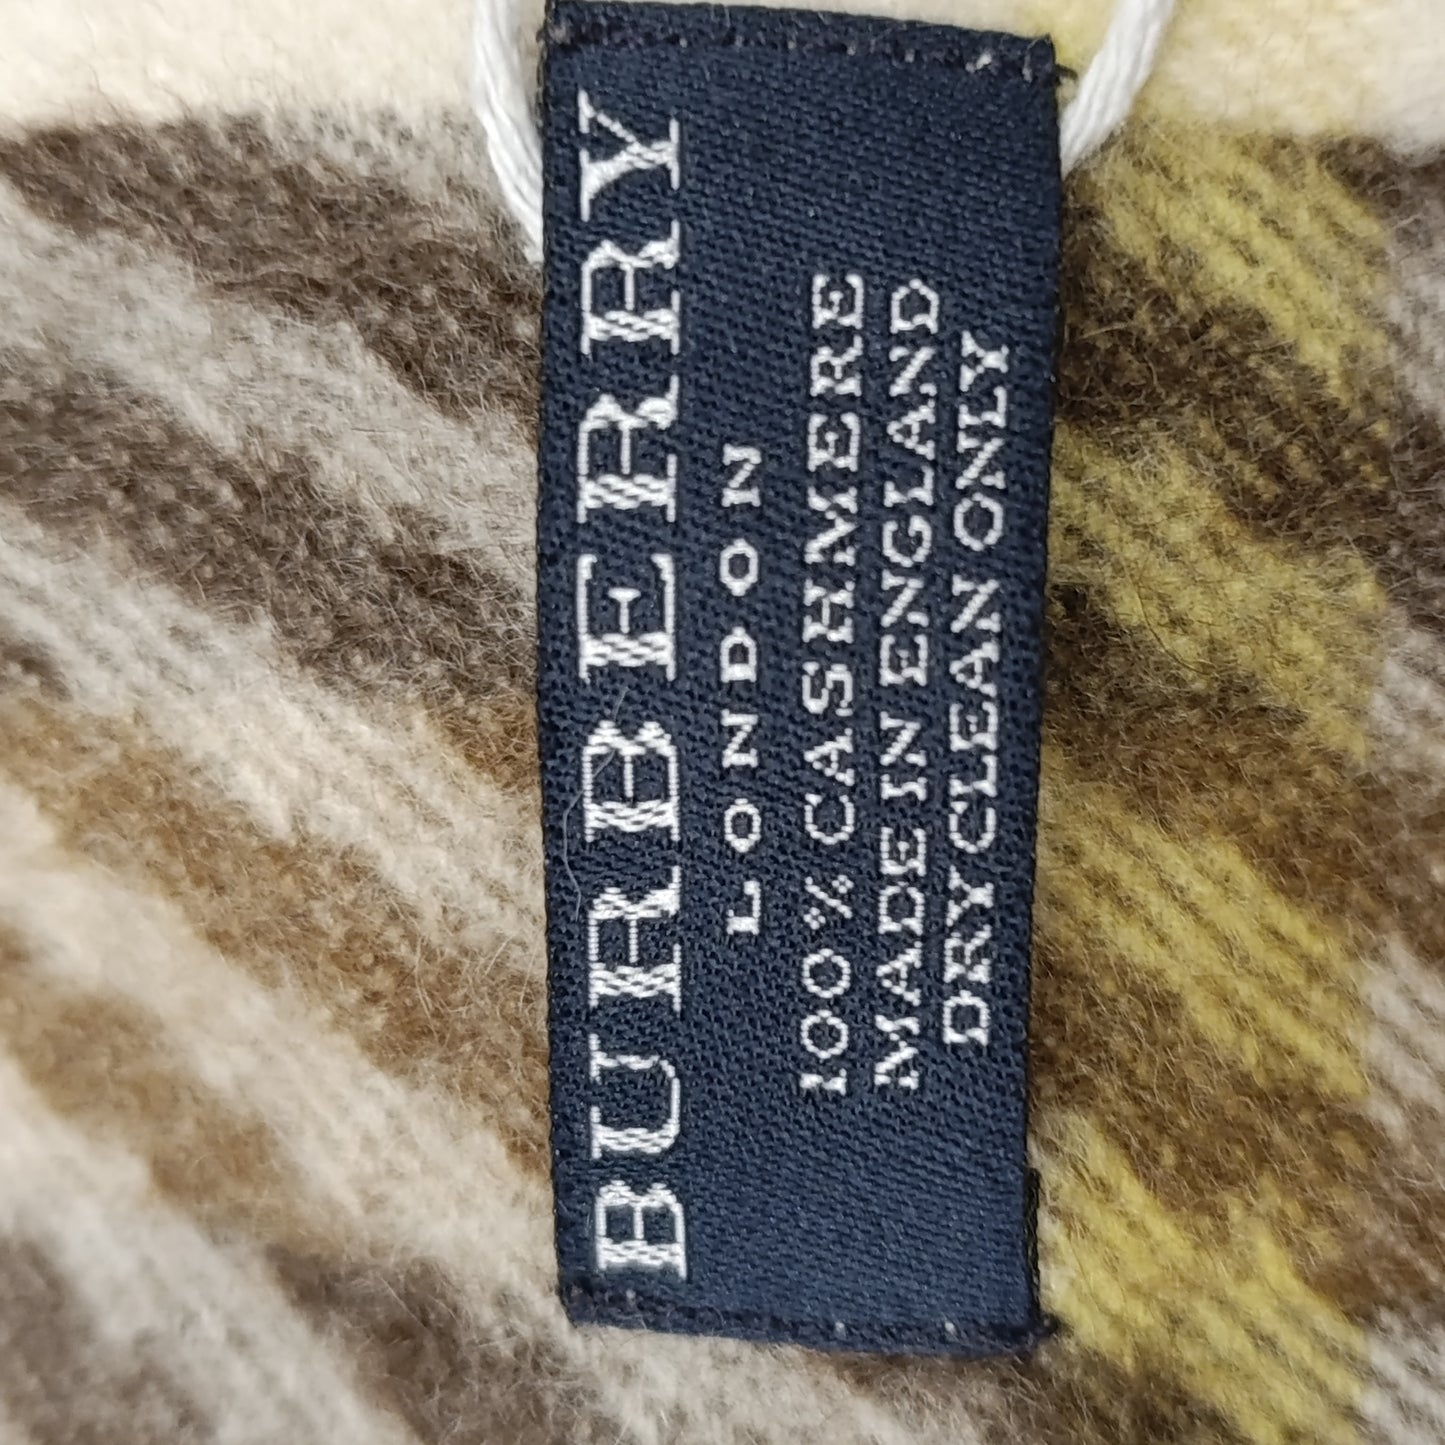 BURBERRY
LONDON
100% CASHMERE
MADE IN ENGLAND
DRY CLEAN ONLY